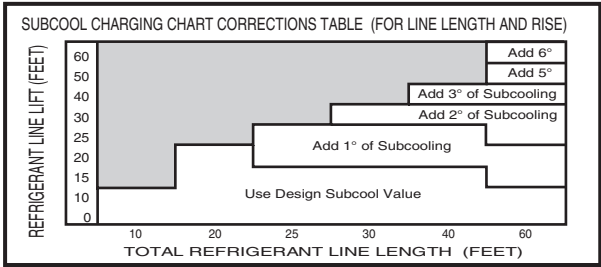 SUBCOOL CHARGING CHART CORRECTIONS TABLE (FOR LINE LENGTH AND RISE)
REFRIGERANT LINE LIFT (FEET)
60
50
40
30
25
20
15
10
0
Add 6°
Add 5°
Add 3° of Subcooling
Add 2° of Subcooling
Add 1° of Subcooling
Use Design Subcool Value
10 20 25 30 40 60
TOTAL REFRIGERANT LINE LENGTH (FEET)